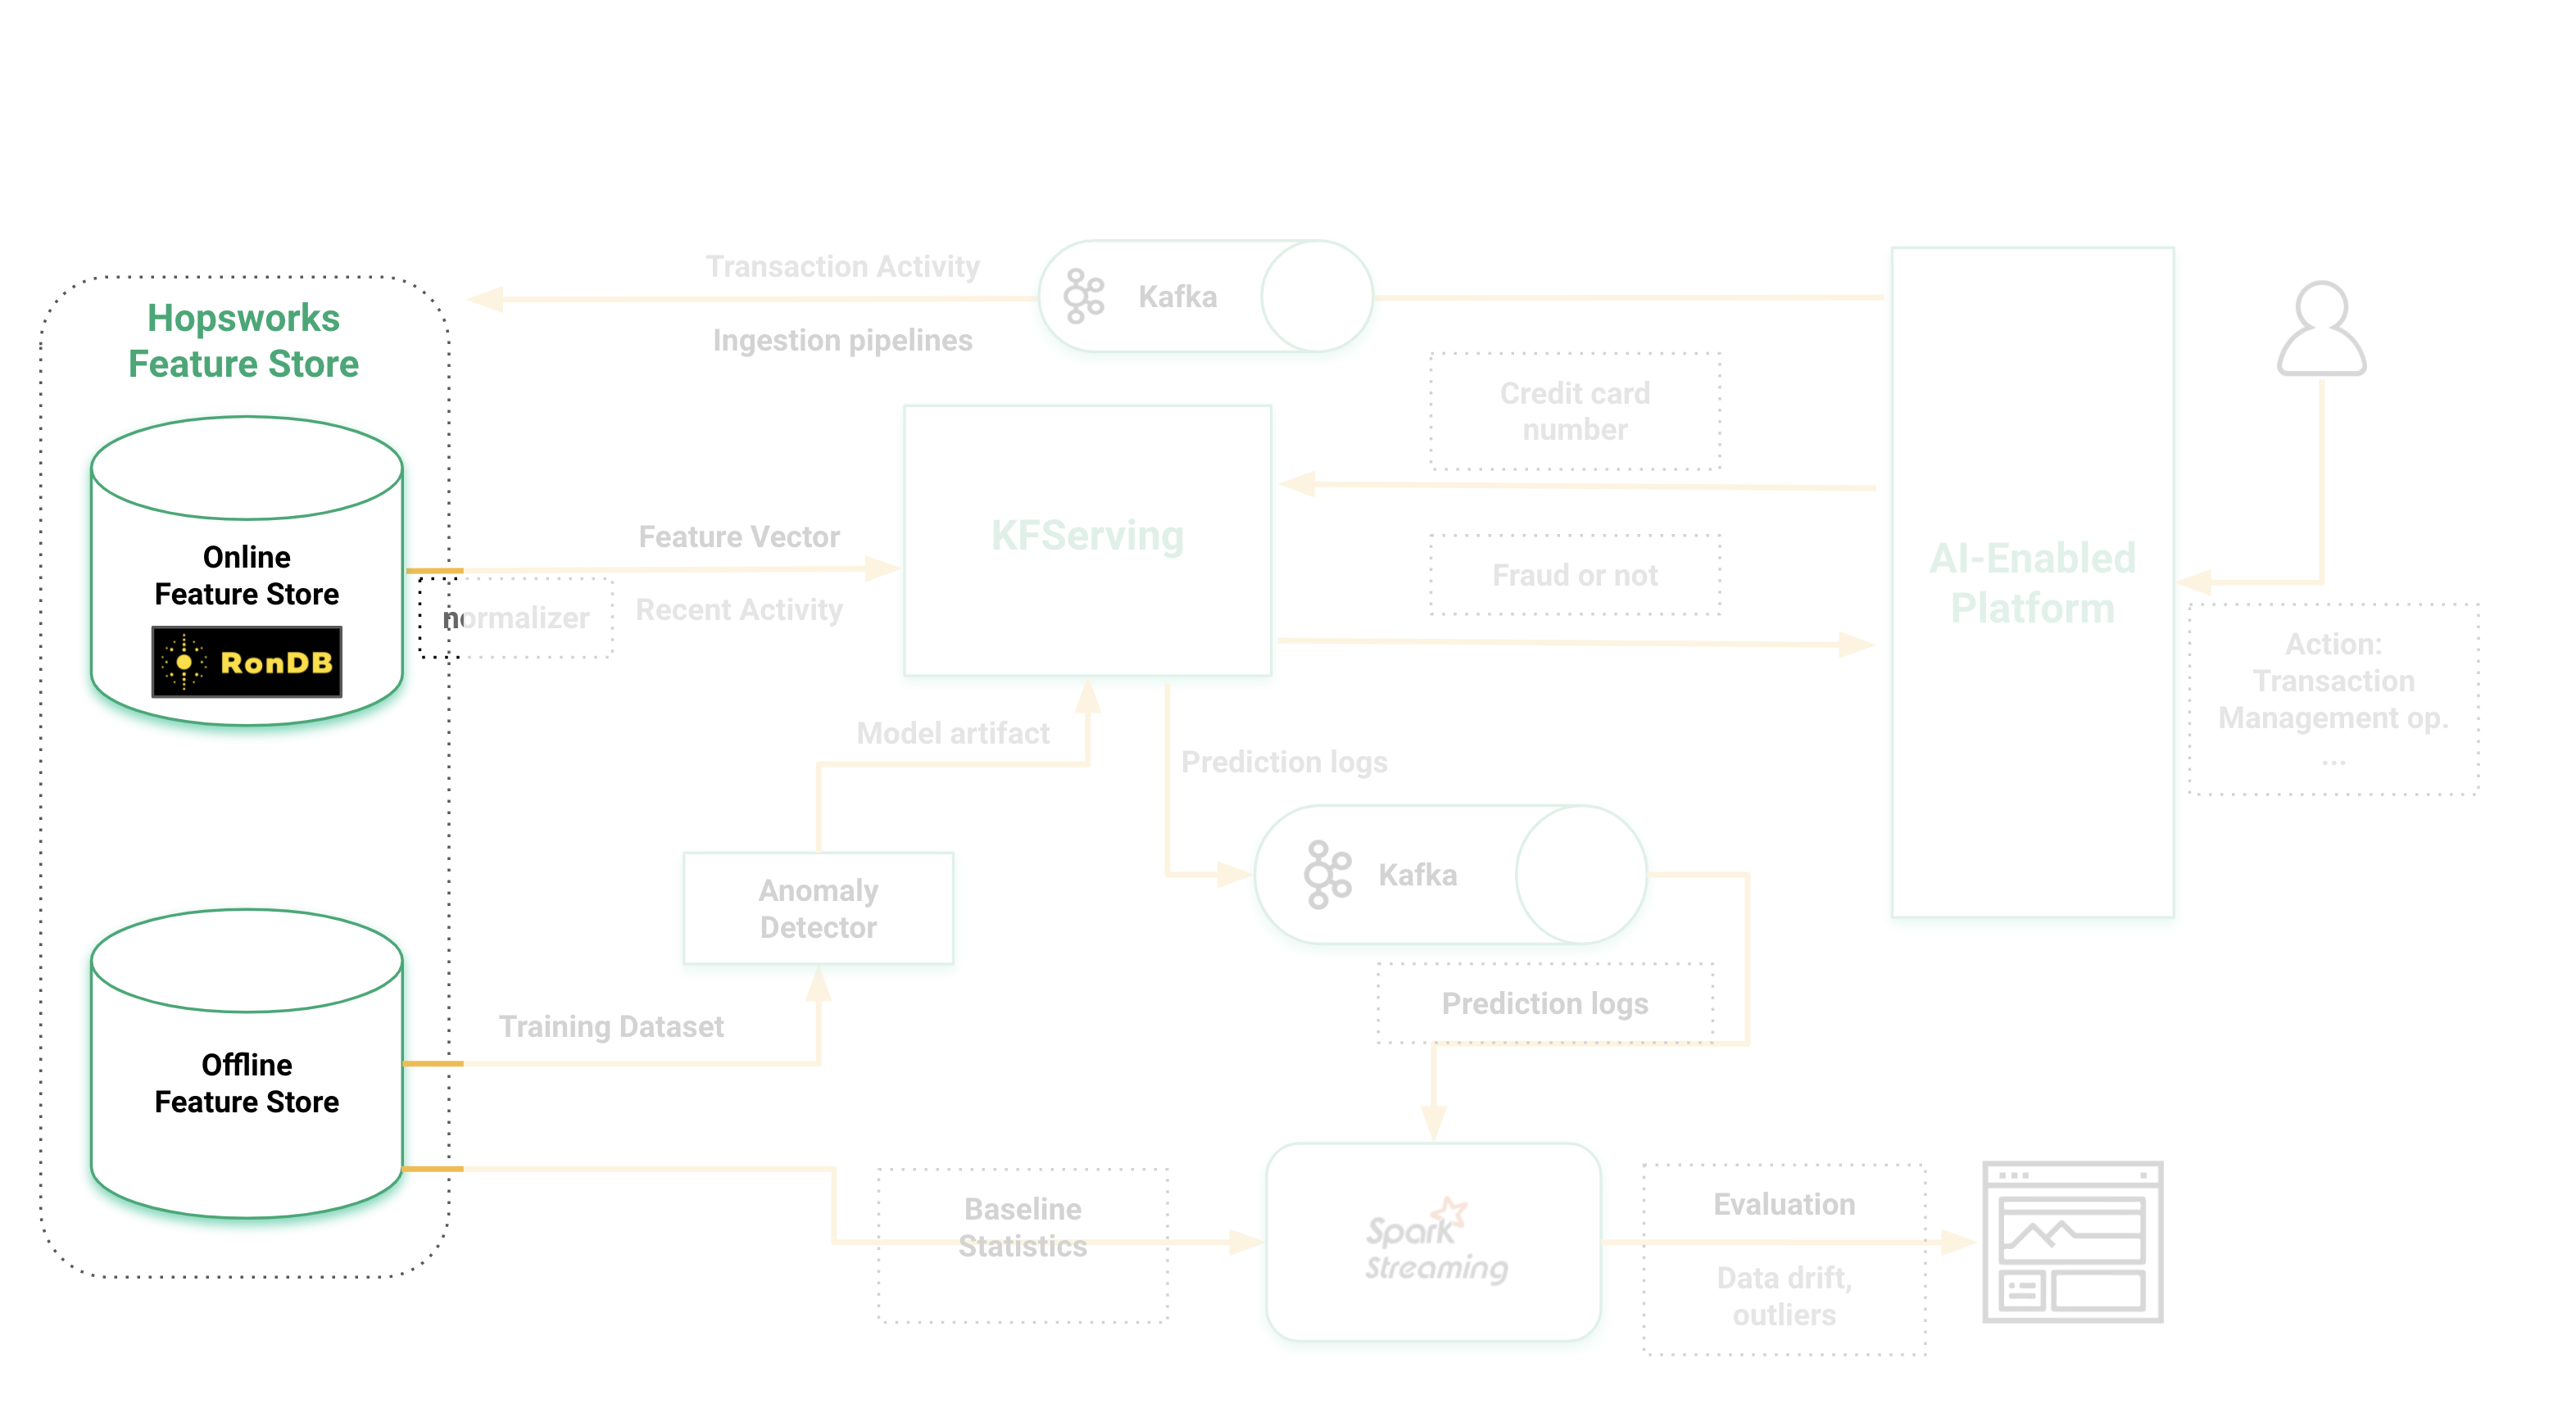 Transaction Activity
Kafka
Ingestion pipelines
Hopsworks
Feature Store
Online
Feature Store
RonDB
Feature Vector
normalizer
Recent Activity
KFServing
Credit card
number
Fraud or not
AI-Enabled
Platform
Action:
Transaction
Management op.
...
Model artifact
Prediction logs
Anomaly
Detector
Kafka
Prediction logs
Offline
Feature Store
Training Dataset
Baseline
Statistics
Spark
Streaming
Evaluation
Data drift,
outliers